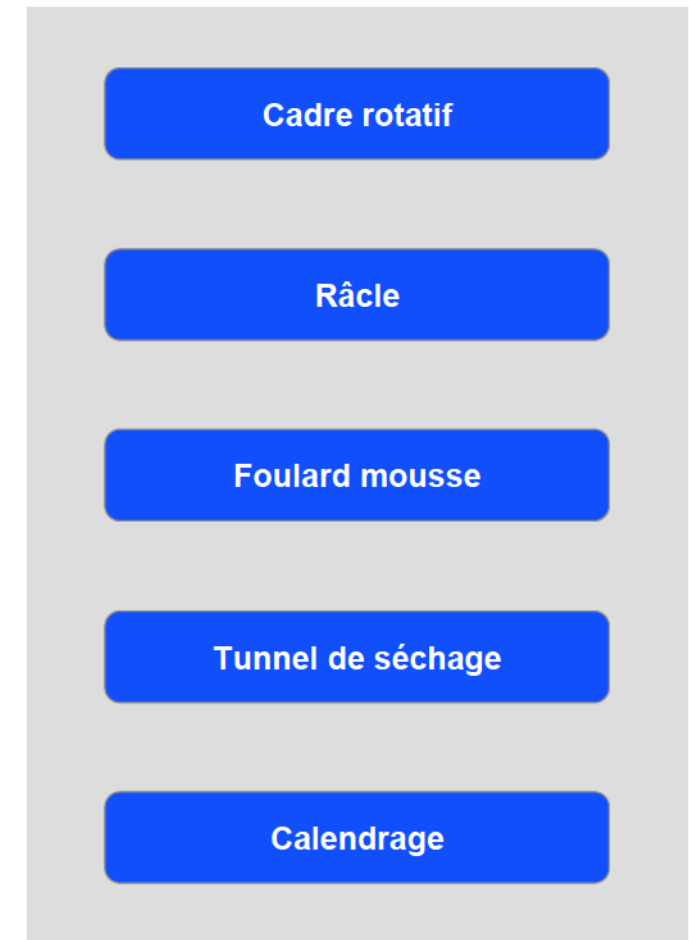 Cadre rotatif
Râcle
Foulard mousse
Tunnel de séchage
Calendrage